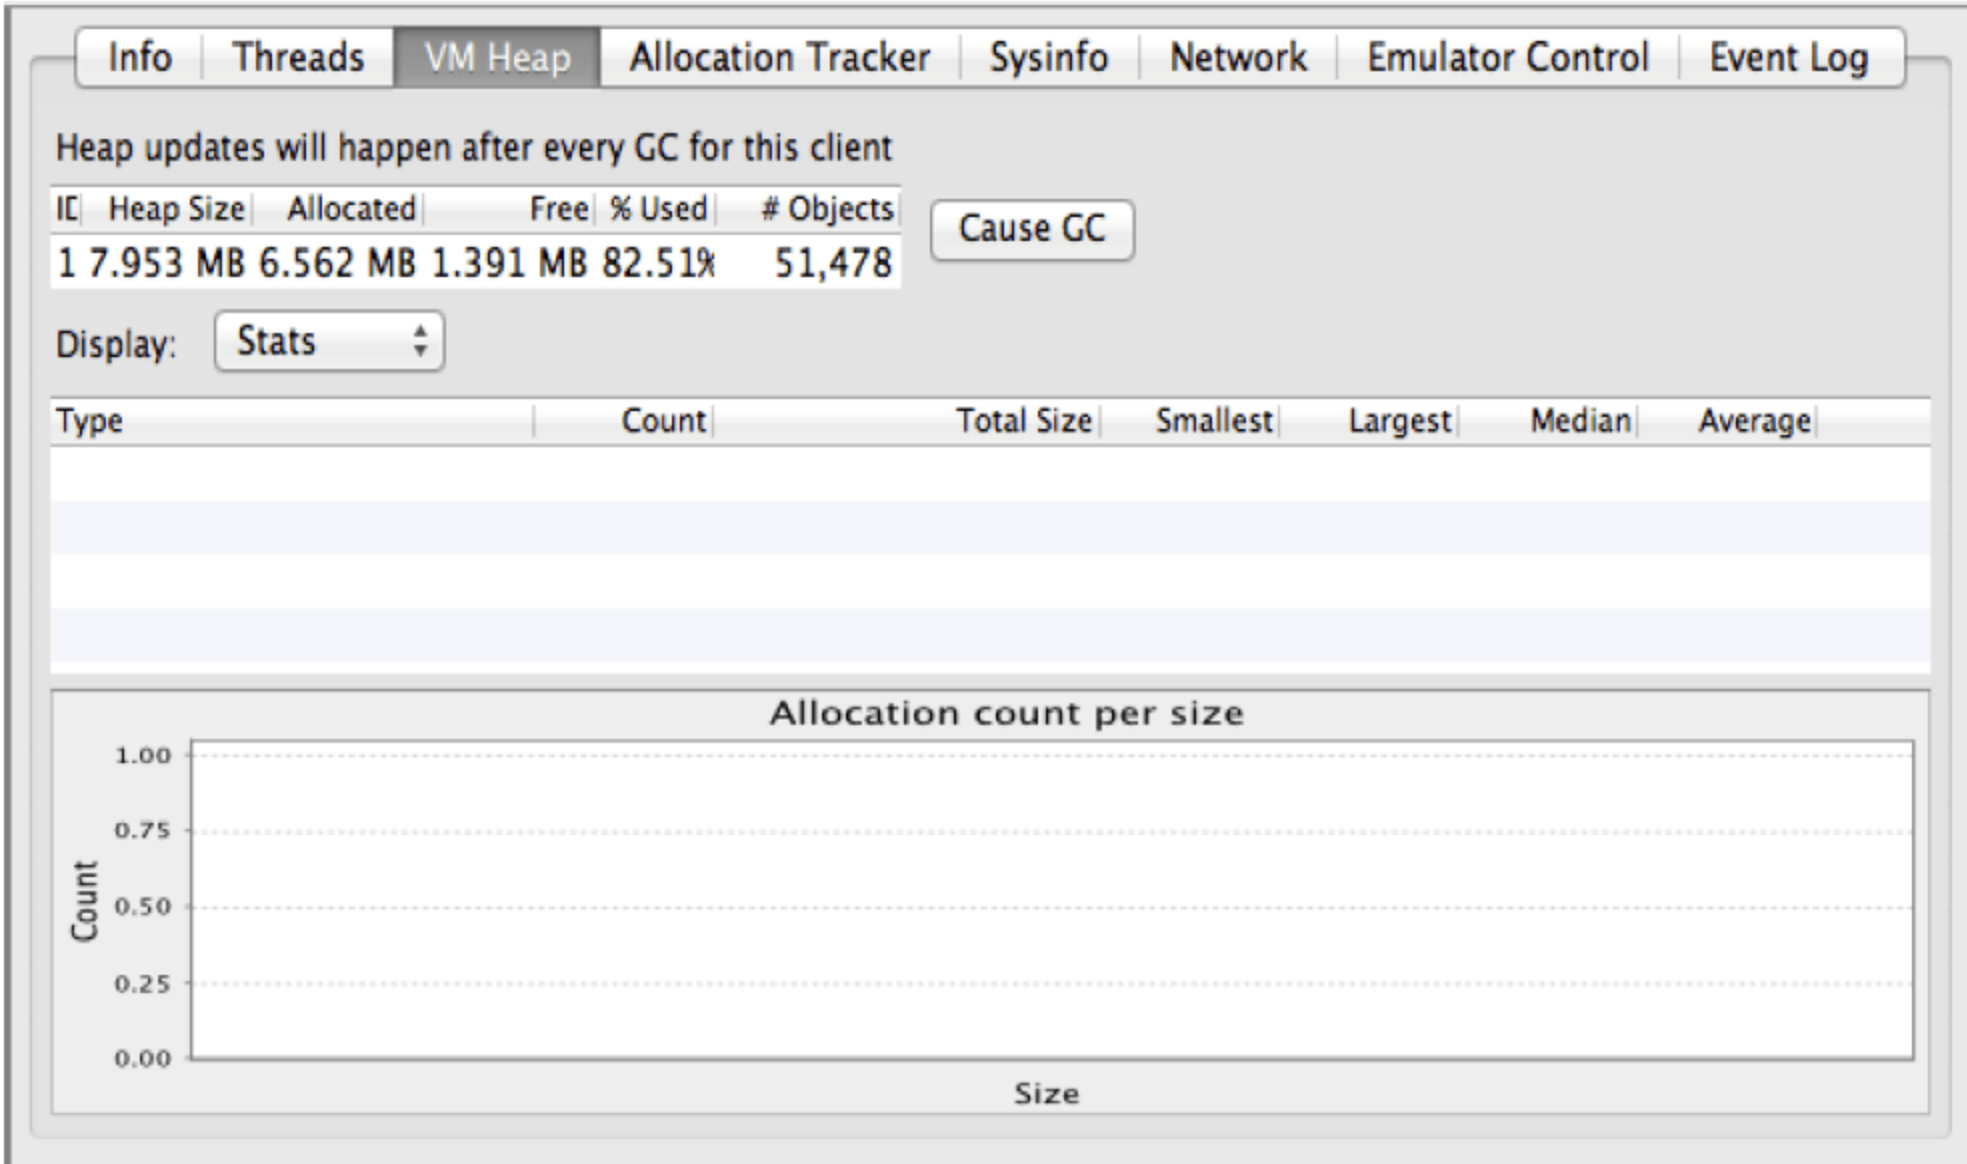 Info Threads VM Heap Allocation Tracker Sysinfo Network Emulator Control Event Log
Heap updates will happen after every GC for this client
ID Heap Size Allocated Free % Used # Objects
1 7.953 MB 6.562 MB 1.391 MB 82.51% 51,478
Cause GC
Display: Stats
Type Count Total Size Smallest Largest Median Average
Allocation count per size
1.00
0.75
0.50
0.25
0.00
Count
Size